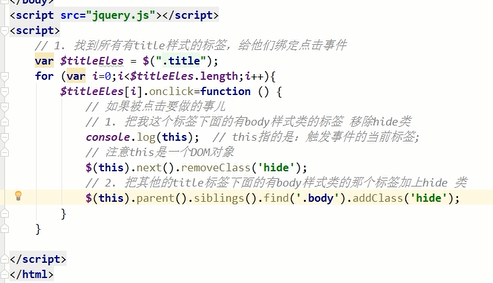 </body>
<script src="jquery.js"></script>
<script>
// 1. 找到所有有title样式的标签，给他们绑定点击事件
var $titleEles = $(".title");
for (var i=0;i<$titleEles.length;i++){
$titleEles[i].onclick=function () {
// 如果被点击要做的事儿
// 1. 把我这个标签下面的有body样式类的标签 移除hide类
console.log(this);  // this指的是：触发事件的当前标签;
// 注意this是一个DOM对象
$(this).next().removeClass('hide');
// 2. 把其他的title标签下面的有body样式类的那个标签加上hide 类
$(this).parent().siblings().find('.body').addClass('hide');
}
}
</script>
</html>